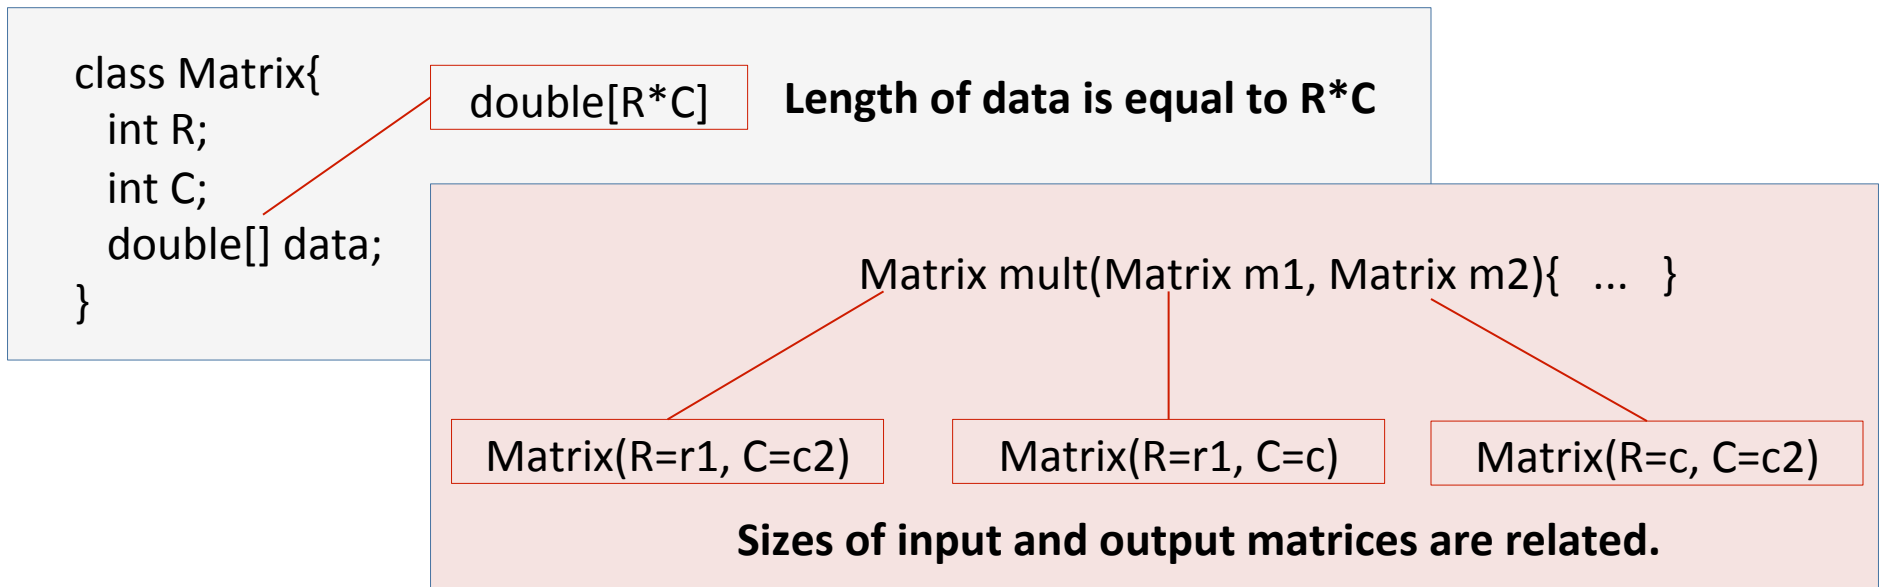 class Matrix{
int R;
int C;
double[] data;
}
double[R*C]
Length of data is equal to R*C
Matrix mult(Matrix m1, Matrix m2){ ... }
Matrix(R=r1, C=c2)
Matrix(R=r1, C=c)
Matrix(R=c, C=c2)
Sizes of input and output matrices are related.